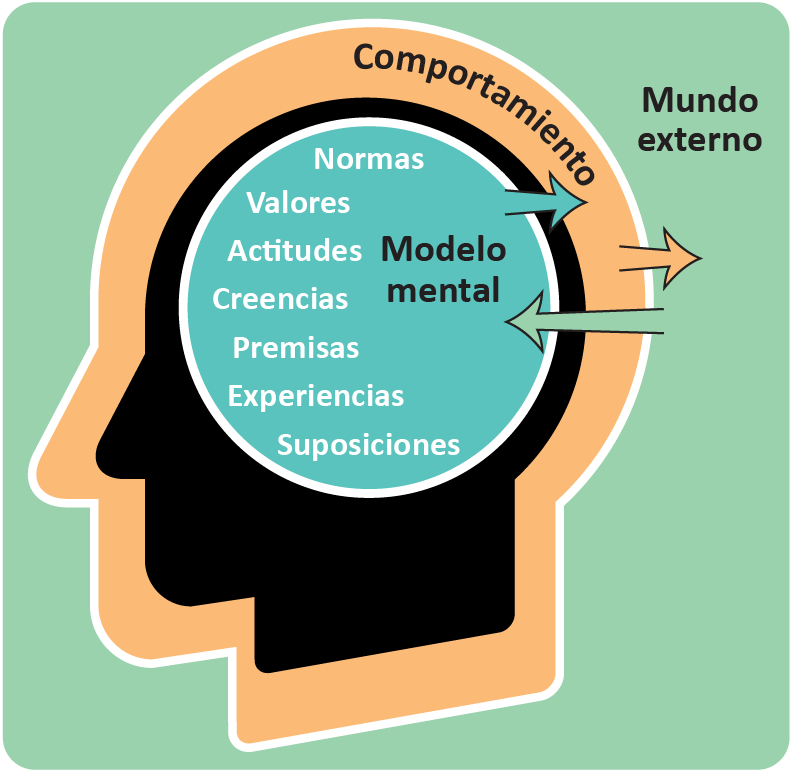 Comportamiento
Mundo
externo
Normas
Valores
Actitudes
Creencias
Premisas
Experiencias
Suposiciones
Modelo
mental